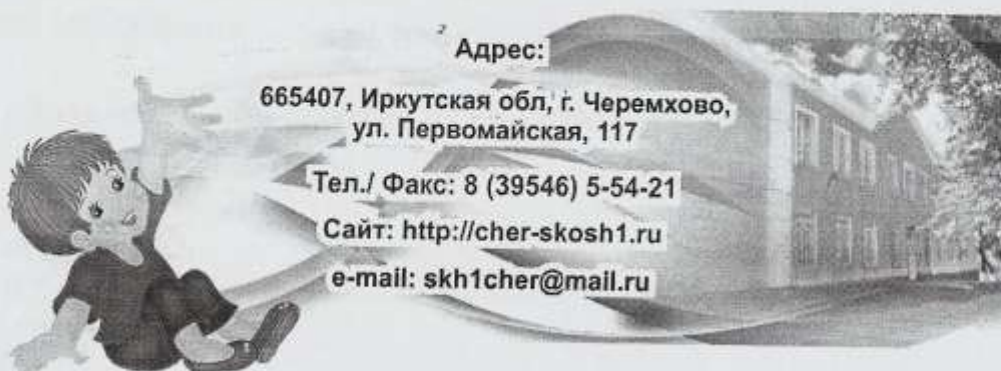 Адрес:
665407, Иркутская обл, г. Черемхово,
ул. Первомайская, 117
Тел./ Факс: 8 (39546) 5-54-21
Сайт: http://cher-skosh1.ru
e-mail: skh1cher@mail.ru